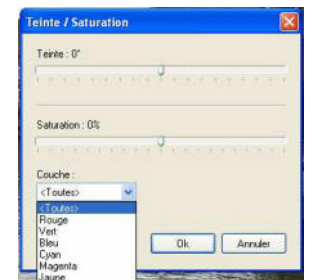 Teinte / Saturation
Teinte : 0°
Saturation : 0%
Couche :
<Toutes>
<Toutes>
Rouge
Vert
Bleu
Cyan
Magenta
Jaune
Ok
Annuler